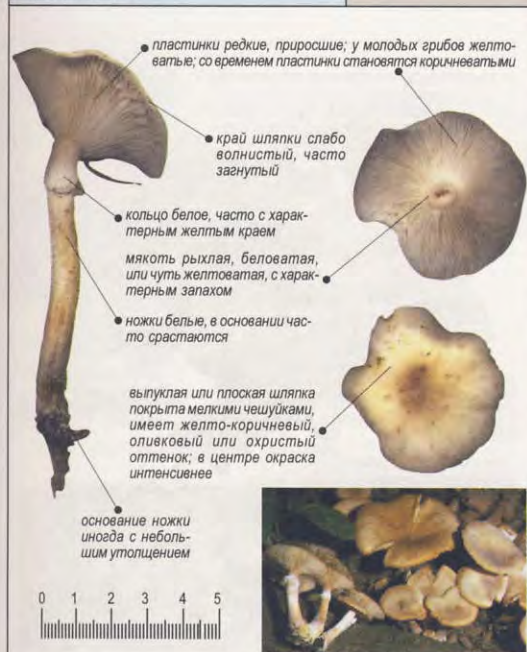 пластинки редкие, приросшие; у молодых грибов желто-
ватые; со временем пластинки становятся коричневатыми
край шляпки слабо
волнистый, часто
загнутый
кольцо белое, часто с харак-
терным желтым краем
мякоть рыхлая, беловатая,
или чуть желтоватая, с харак-
терным запахом
ножки белые, в основании час-
то срастаются
выпуклая или плоская шляпка
покрыта мелкими чешуйками,
имеет желто-коричневый,
оливковый или охристый
оттенок; в центре окраска
интенсивнее
основание ножки
иногда с неболь-
шим утолщением
0 1 2 3 4 5